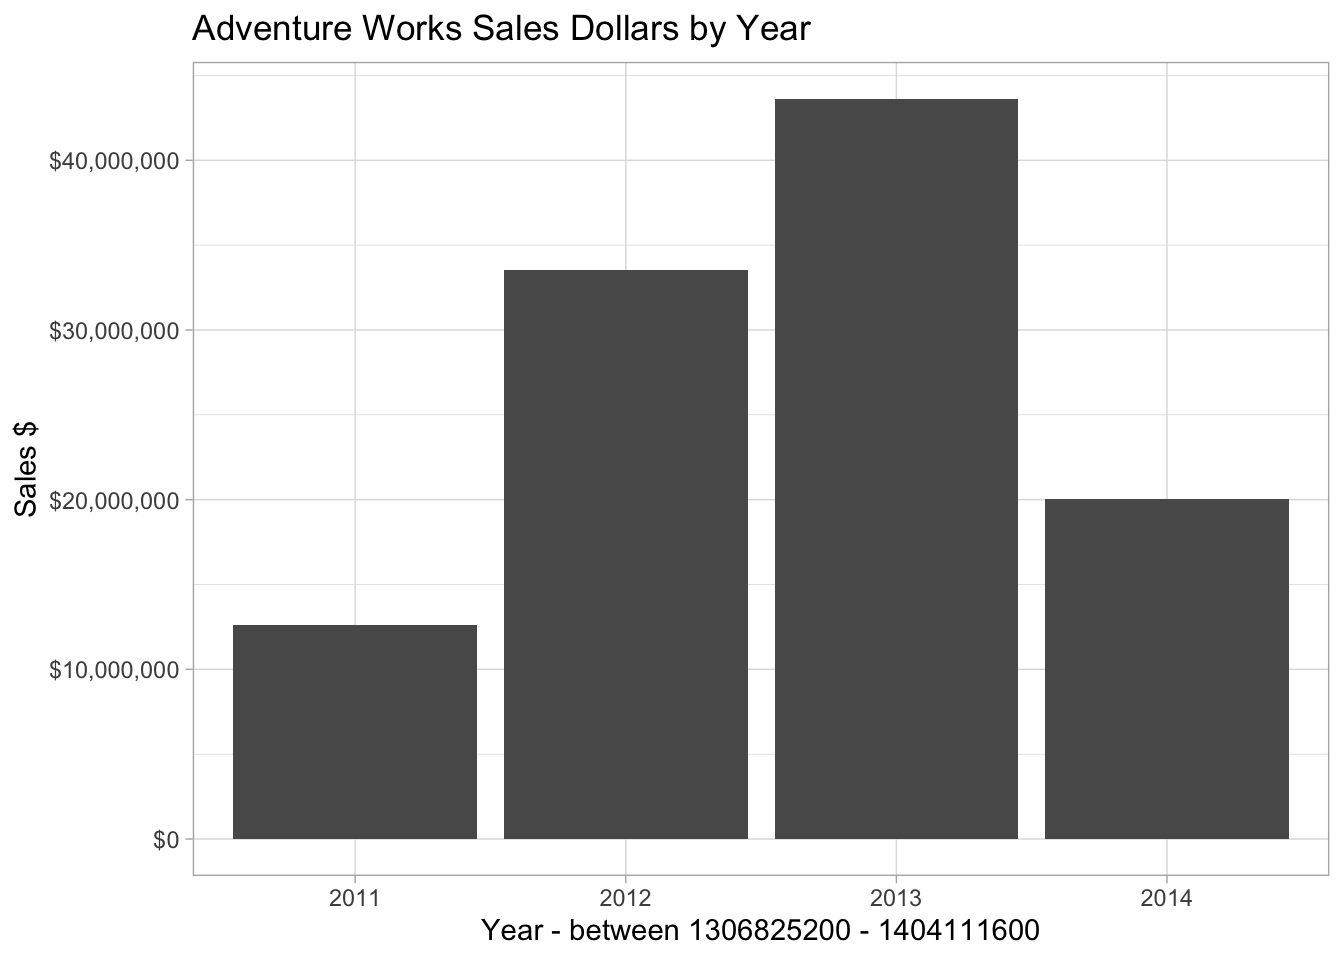 Adventure Works Sales Dollars by Year
$40,000,000
$30,000,000
$20,000,000
$10,000,000
$0
Sales $
2011 2012 2013 2014
Year - between 1306825200 - 1404111600